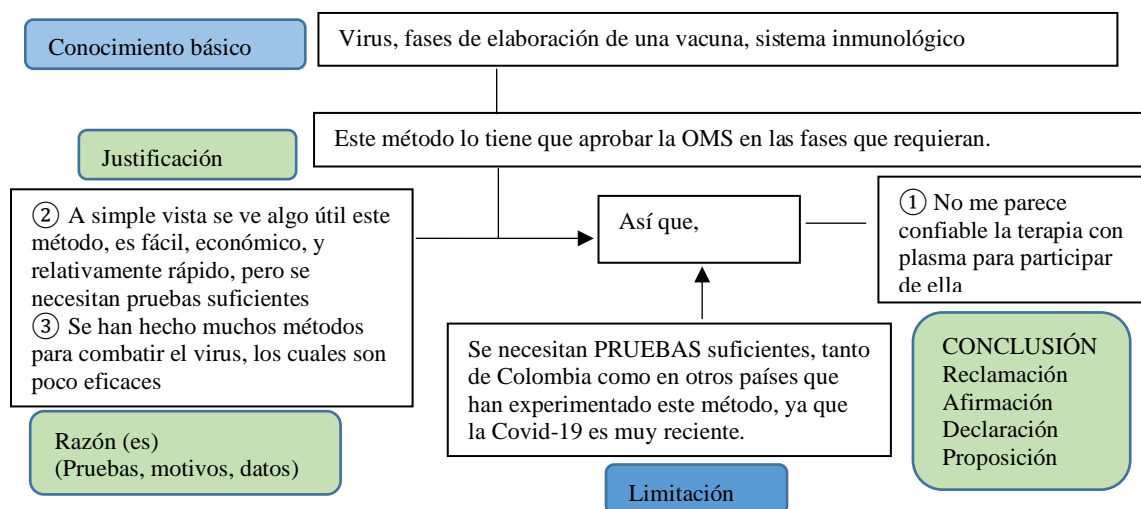 Conocimiento básico
Virus, fases de elaboración de una vacuna, sistema inmunológico
Justificación
Este método lo tiene que aprobar la OMS en las fases que requieran.
② A simple vista se ve algo útil este
método, es fácil, económico, y
relativamente rápido, pero se
necesitan pruebas suficientes
③ Se han hecho muchos métodos
para combatir el virus, los cuales son
poco eficaces
Razón (es)
(Pruebas, motivos, datos)
Así que,
① No me parece
confiable la terapia con
plasma para participar
de ella
Se necesitan PRUEBAS suficientes, tanto
de Colombia como en otros países que
han experimentado este método, ya que
la Covid-19 es muy reciente.
Limitación
CONCLUSIÓN
Reclamación
Afirmación
Declaración
Proposición